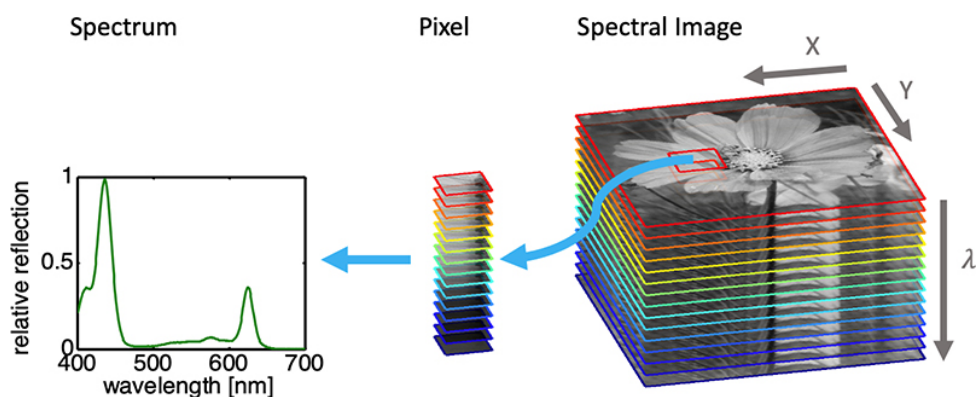 Spectrum
Pixel
Spectral Image
X
Y
λ
relative reflection
1
0.5
0
400
500
600
700
wavelength [nm]